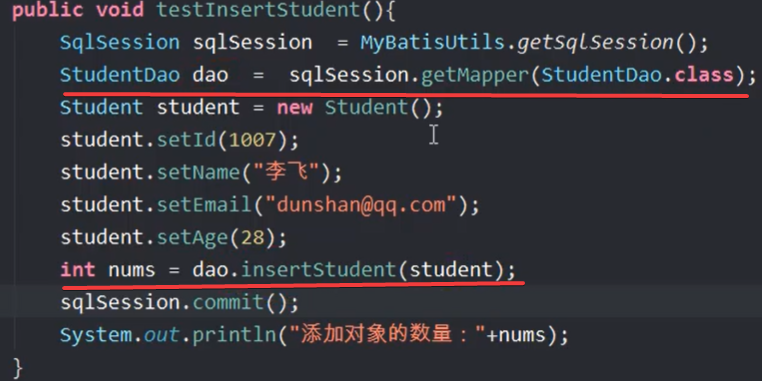 public void testInsertStudent(){
SqlSession sqlSession  = MyBatisUtils.getSqlSession();
StudentDao dao  =  sqlSession.getMapper(StudentDao.class);
Student student = new Student();
student.setId(1007);
student.setName("李飞");
student.setEmail("dunshan@qq.com");
student.setAge(28);
int nums = dao.insertStudent(student);
sqlSession.commit();
System.out.println("添加对象的数量："+nums);
}